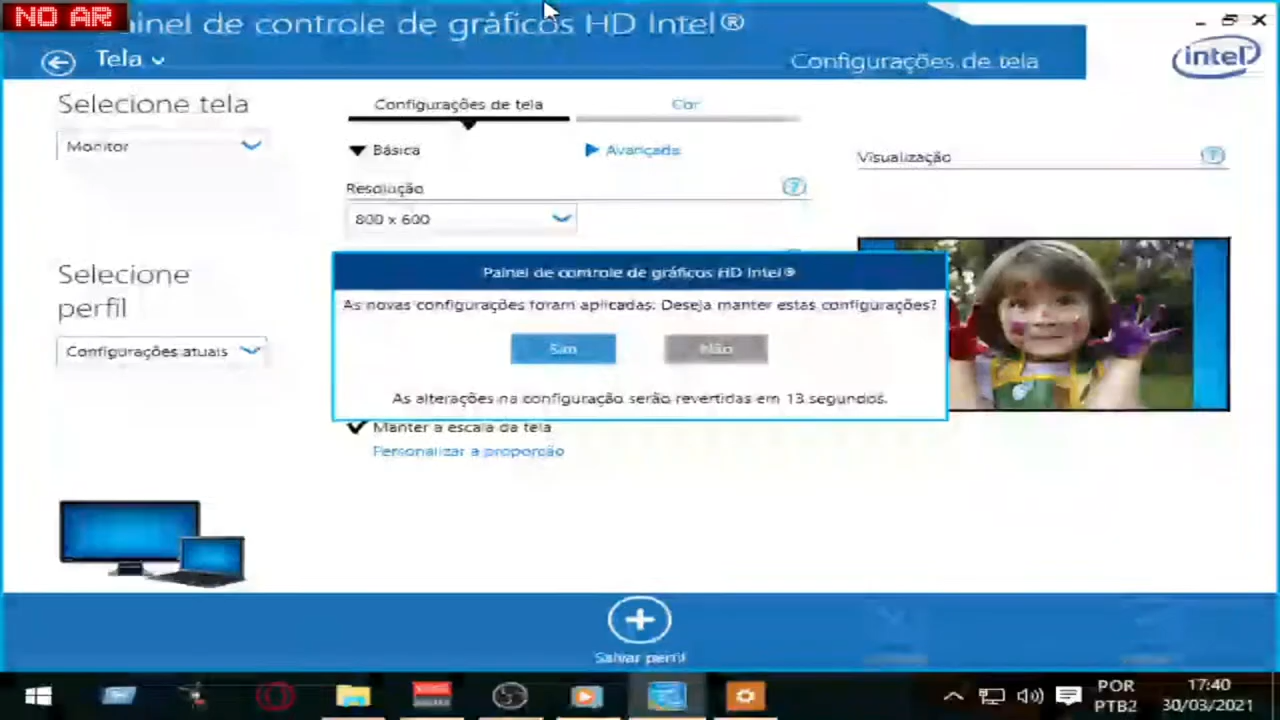 NO AR
Painel de controle de gráficos HD Intel®
Tela
Configurações de tela
intel
Selecione tela
Monitor
Configurações de tela
Cor
Básica
Avançada
Resolução
800 x 600
Visualização
Selecione
perfil
Configurações atuais
Painel de controle de gráficos HD Intel®
As novas configurações foram aplicadas. Deseja manter estas configurações?
Sim
Não
As alterações na configuração serão revertidas em 13 segundos.
Manter a escala da tela
Personalizar a proporção
Salvar perfil
POR
PTB2
17:40
30/03/2021